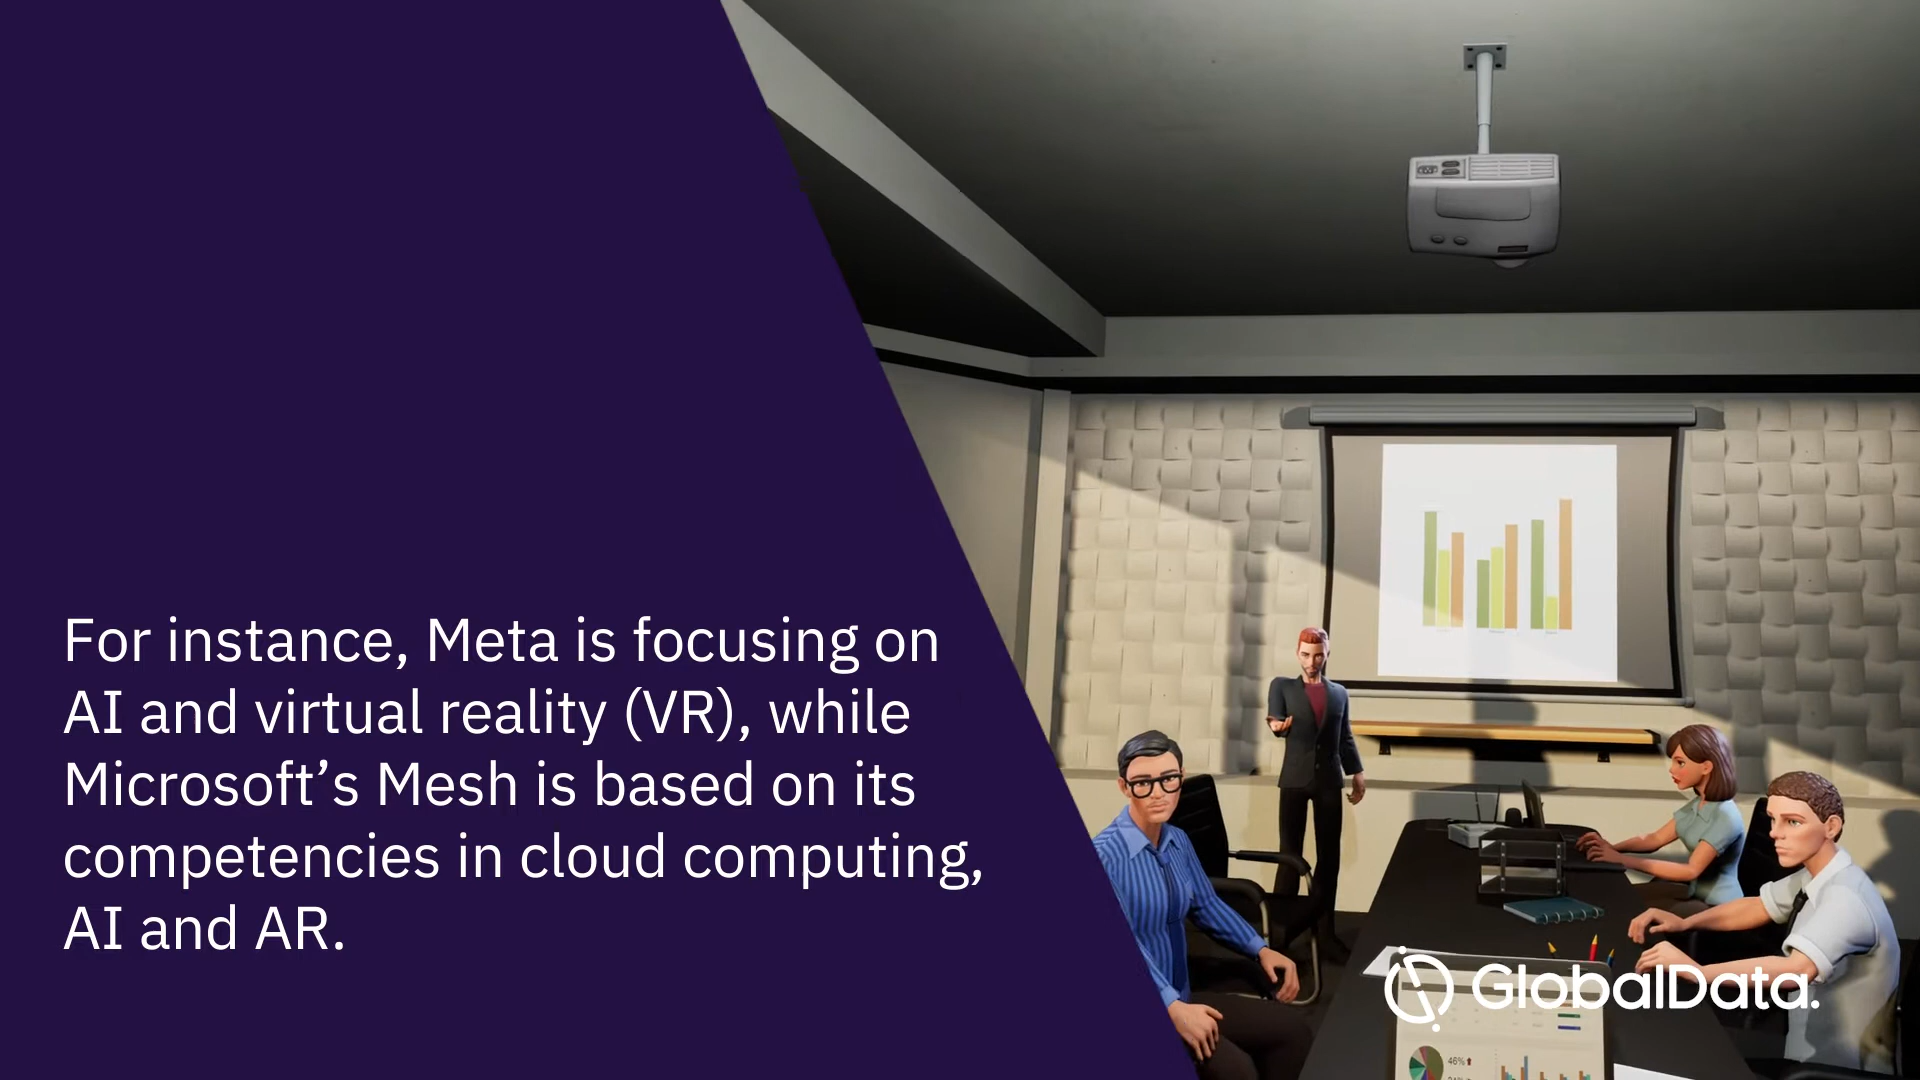 For instance, Meta is focusing on
AI and virtual reality (VR), while
Microsoft’s Mesh is based on its
competencies in cloud computing,
AI and AR.
GlobalData.
46%